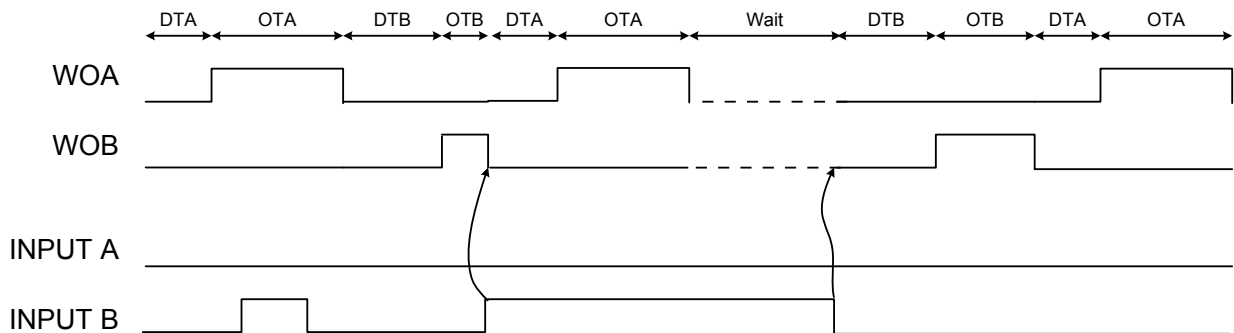 DTA OTA DTB OTB DTA OTA Wait DTB OTB DTA OTA
WOA
WOB
INPUT A
INPUT B